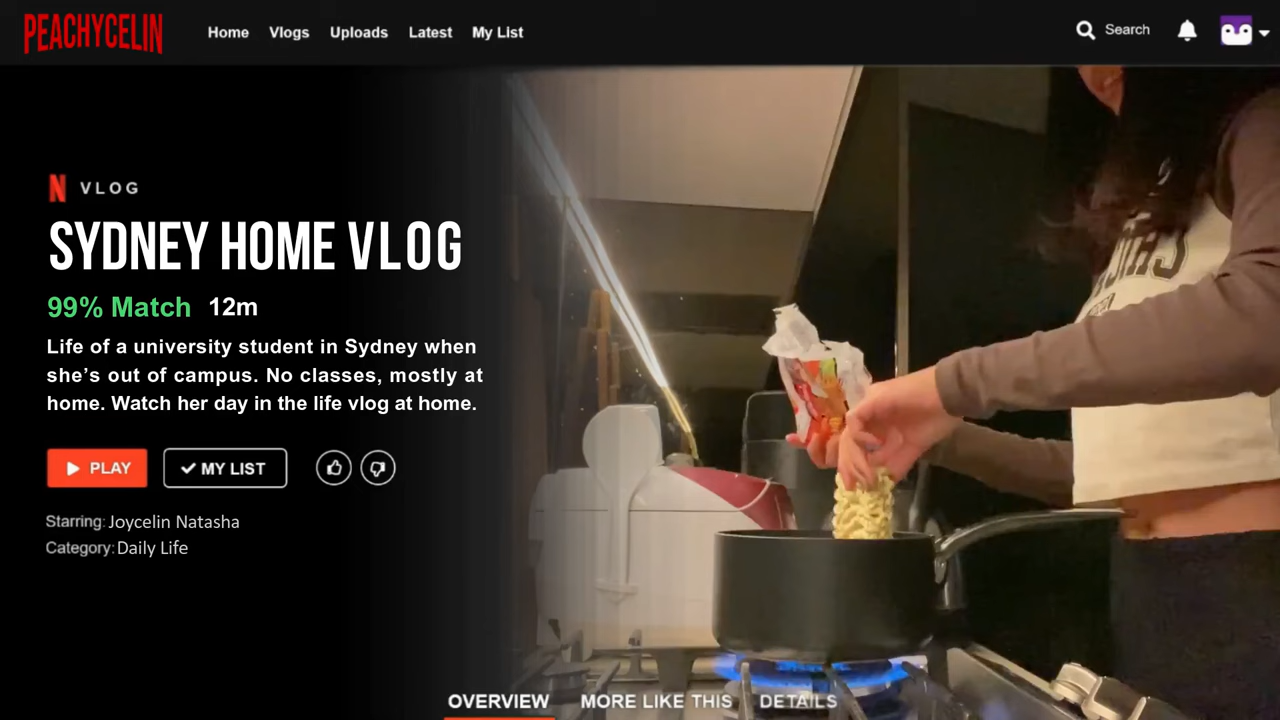 PEACHYCELIN
Home Vlogs Uploads Latest My List
Search
N VLOG
SYDNEY HOME VLOG
99% Match 12m
Life of a university student in Sydney when
she's out of campus. No classes, mostly at
home. Watch her day in the life vlog at home.
PLAY
MY LIST
Starring: Joycelin Natasha
Category: Daily Life
OVERVIEW MORE LIKE THIS DETAILS